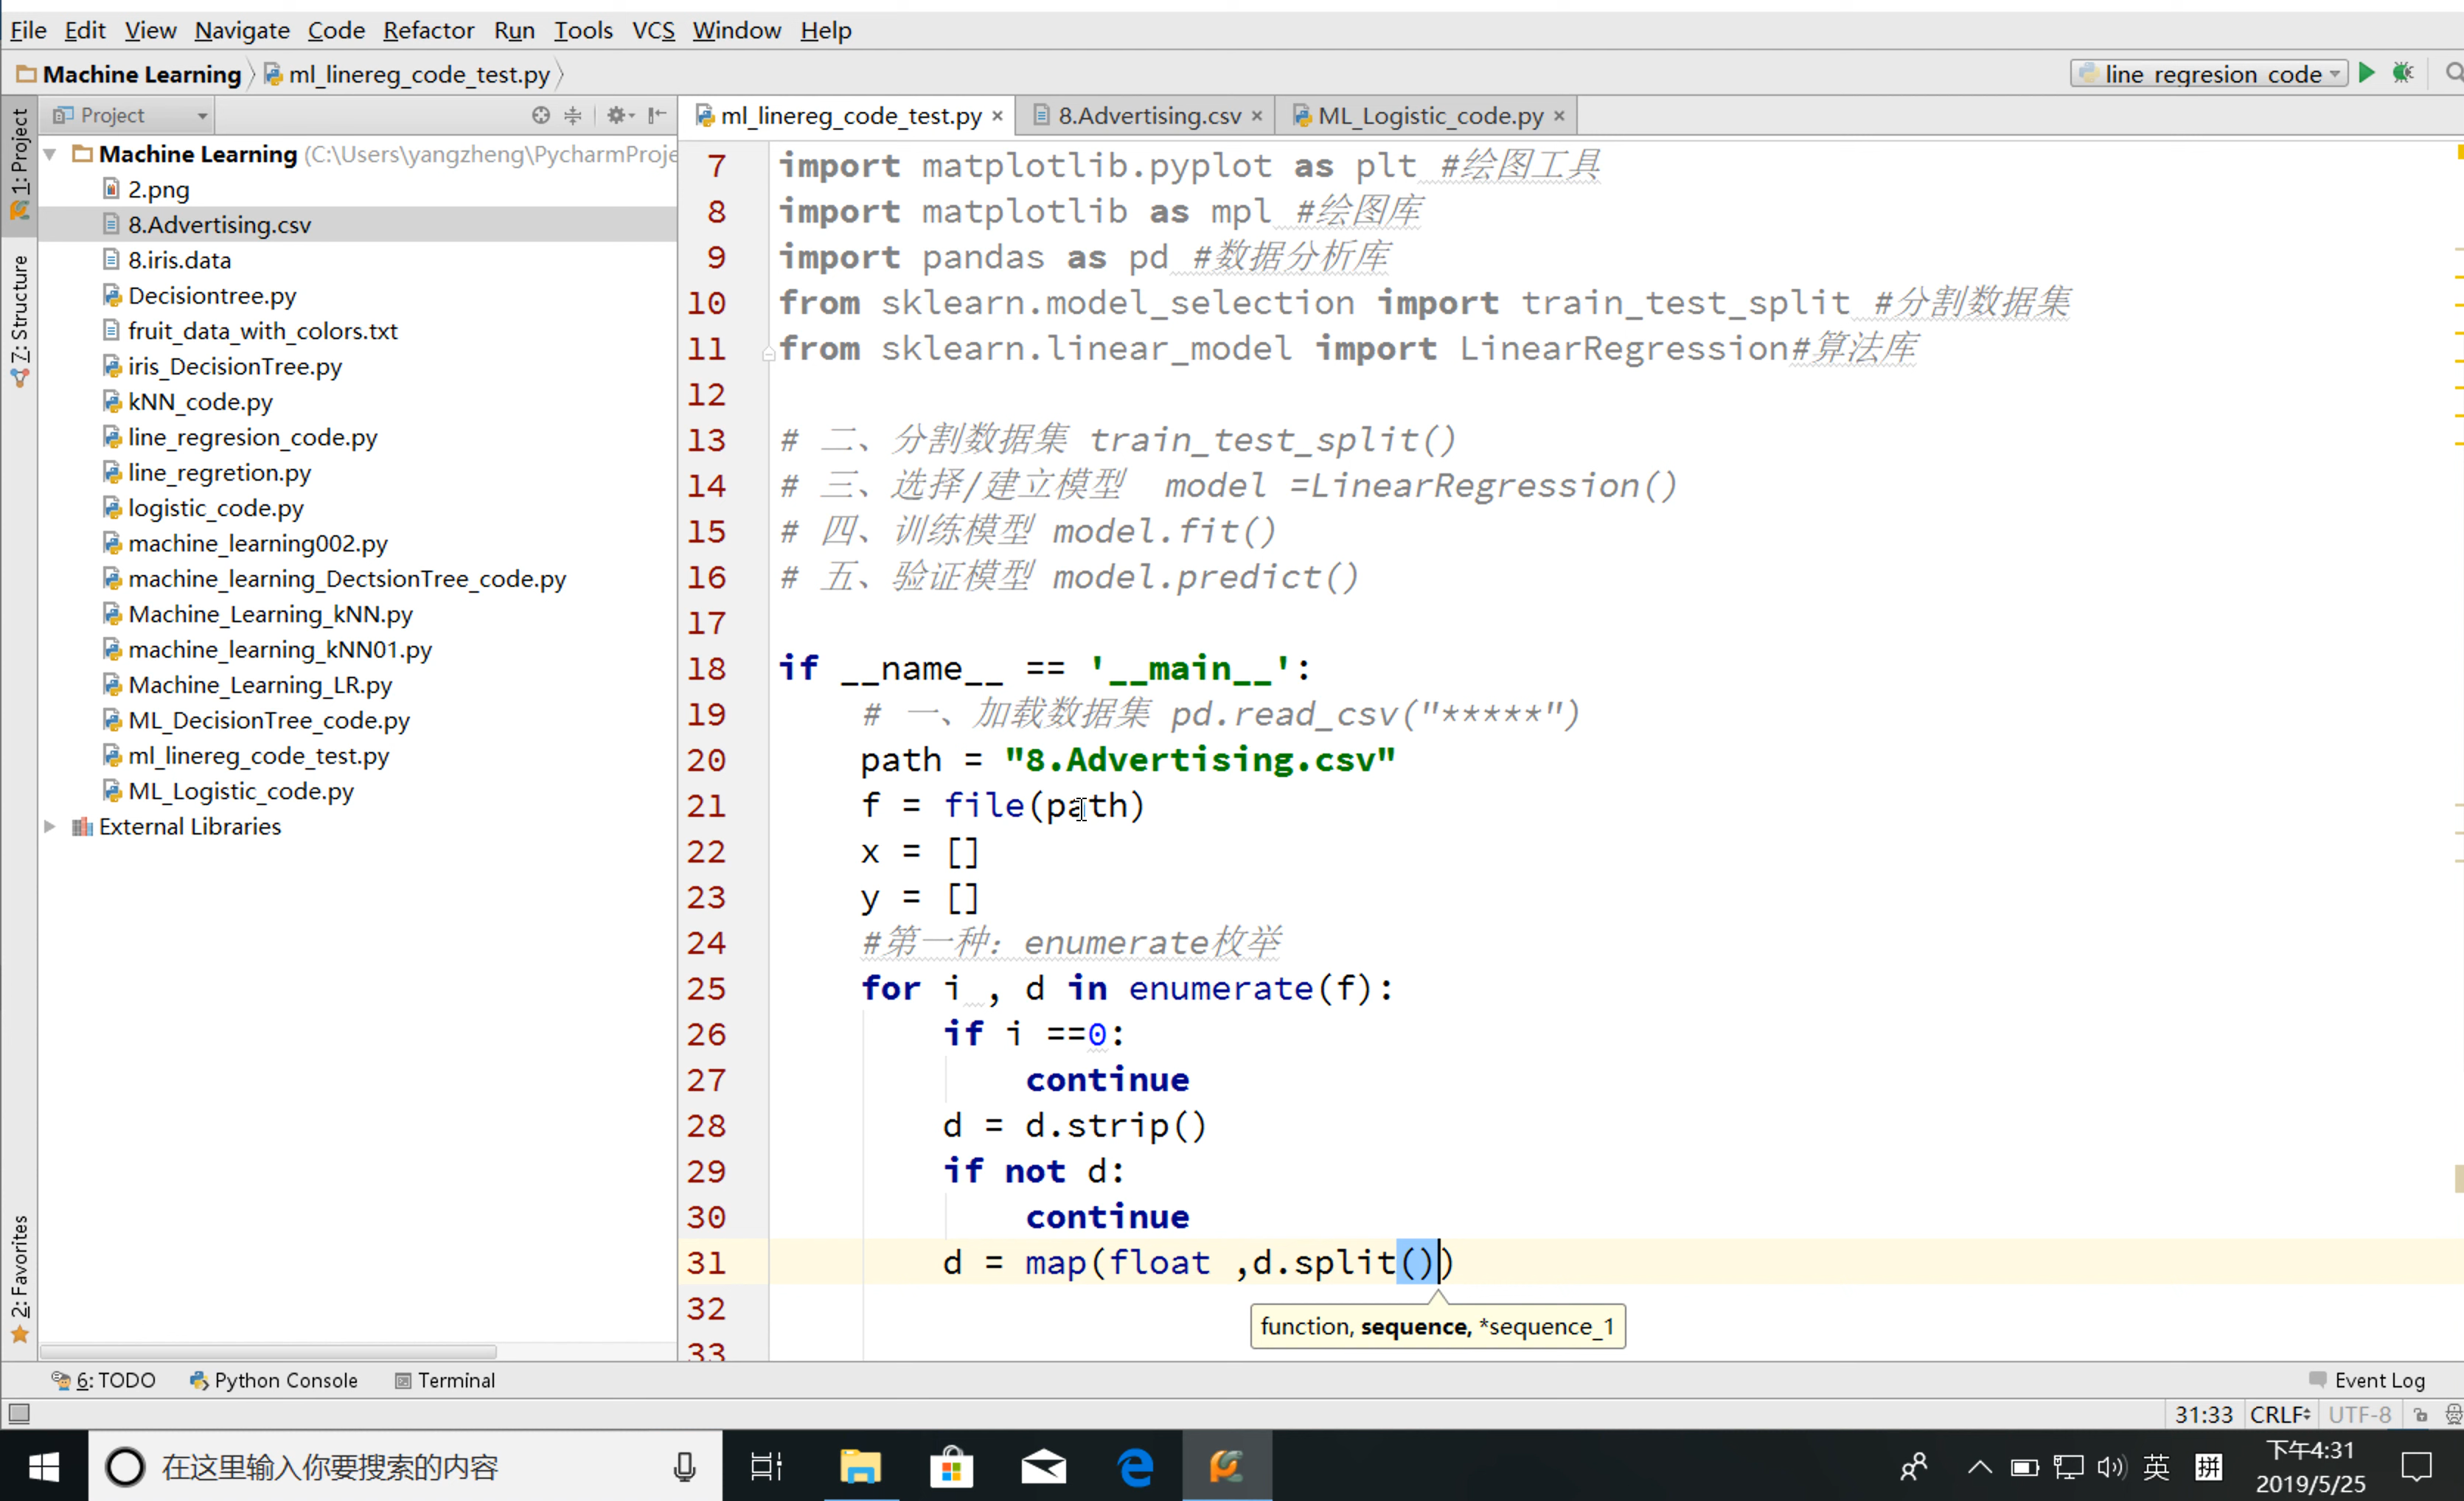 File Edit View Navigate Code Refactor Run Tools VCS Window Help
Machine Learning ml_linereg_code_test.py line_regresion_code
1: Project
7: Structure
2: Favorites
Project
Machine Learning (C:\Users\yangzheng\PycharmProje
2.png
8.Advertising.csv
8.iris.data
Decisiontree.py
fruit_data_with_colors.txt
iris_DecisionTree.py
kNN_code.py
line_regresion_code.py
line_regretion.py
logistic_code.py
machine_learning002.py
machine_learning_DectsionTree_code.py
Machine_Learning_kNN.py
machine_learning_kNN01.py
Machine_Learning_LR.py
ML_DecisionTree_code.py
ml_linereg_code_test.py
ML_Logistic_code.py
External Libraries
ml_linereg_code_test.py × 8.Advertising.csv × ML_Logistic_code.py ×
7 import matplotlib.pyplot as plt #绘图工具
8 import matplotlib as mpl #绘图库
9 import pandas as pd #数据分析库
10 from sklearn.model_selection import train_test_split #分割数据集
11 from sklearn.linear_model import LinearRegression#算法库
12
13 # 二、分割数据集 train_test_split()
14 # 三、选择/建立模型 model =LinearRegression()
15 # 四、训练模型 model.fit()
16 # 五、验证模型 model.predict()
17
18 if __name__ == '__main__':
19 # 一、加载数据集 pd.read_csv("*****")
20 path = "8.Advertising.csv"
21 f = file(path)
22 x = []
23 y = []
24 #第一种：enumerate枚举
25 for i , d in enumerate(f):
26 if i ==0:
27 continue
28 d = d.strip()
29 if not d:
30 continue
31 d = map(float ,d.split())
32
function, sequence, *sequence_1
33
6: TODO Python Console Terminal Event Log
31:33 CRLF UTF-8
在这里输入你要搜索的内容
英 拼
下午4:31
2019/5/25